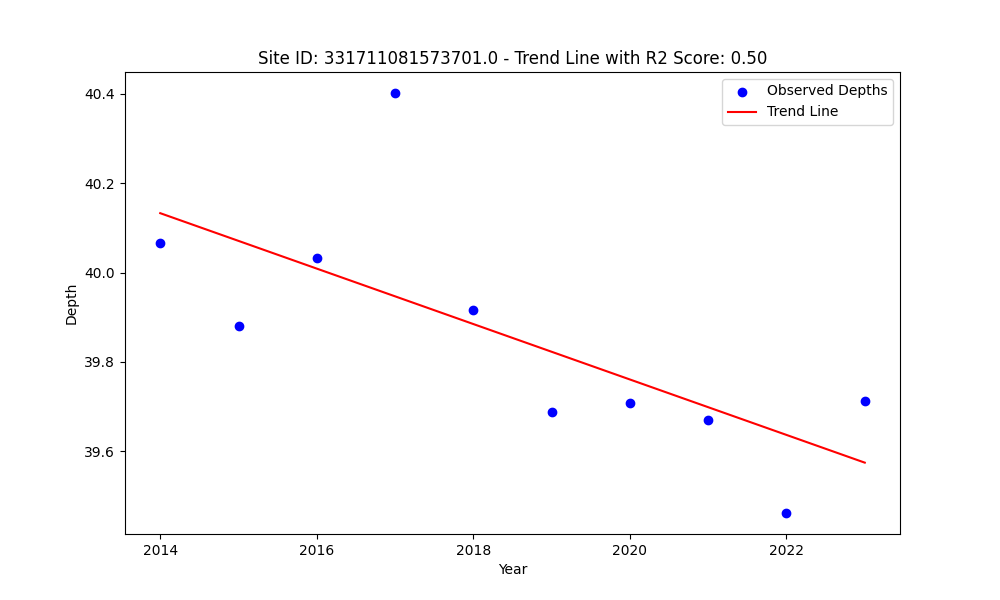 Site ID: 331711081573701.0 - Trend Line with R2 Score: 0.50
Observed Depths
Trend Line
40.4
40.2
40.0
39.8
39.6
Depth
2014
2016
2018
2020
2022
Year